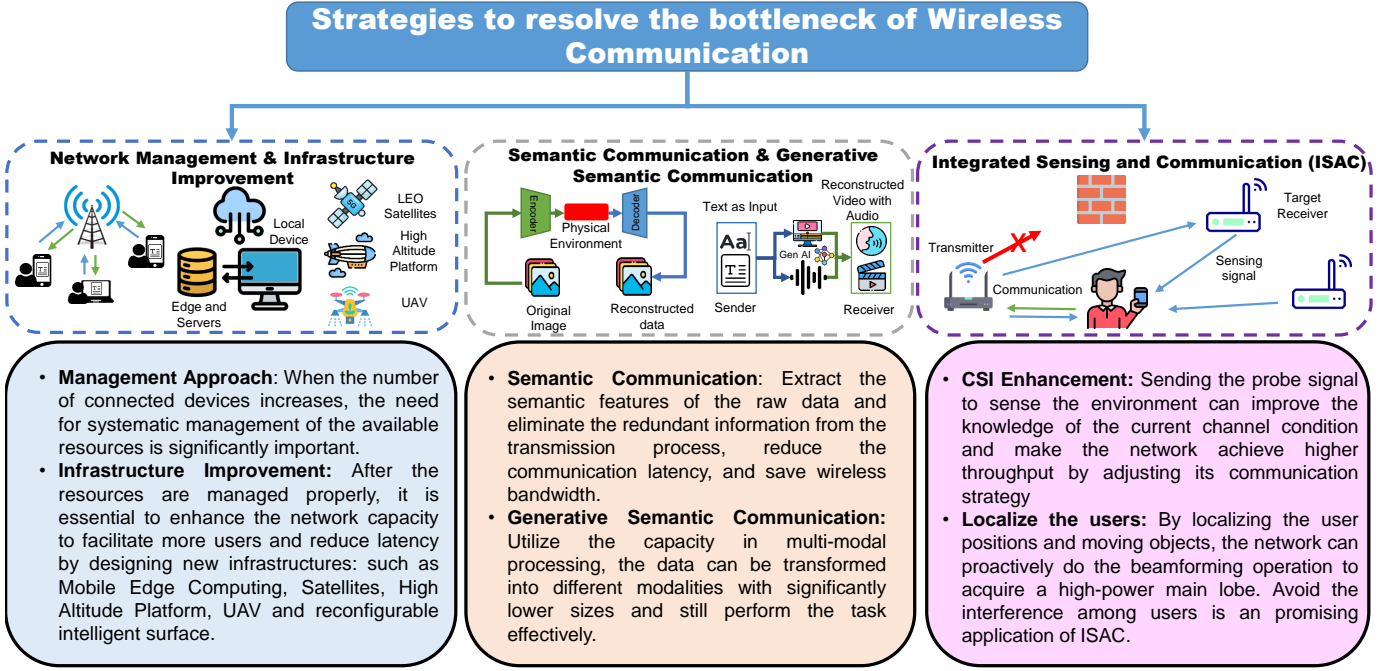 Strategies to resolve the bottleneck of Wireless
Communication
Network Management & Infrastructure
Improvement
LEO
Satellites
5G
Local
Device
High
Altitude
Platform
Edge and
Servers
UAV
Semantic Communication & Generative
Semantic Communication
Encoder
Decoder
Physical
Environment
Original
Image
Reconstructed
data
Text as Input
Reconstructed
Video with
Audio
Aa
T
Gen AI
Sender
Receiver
Integrated Sensing and Communication (ISAC)
Target
Receiver
Transmitter
X
Sensing
signal
Communication
• Management Approach: When the number
of connected devices increases, the need
for systematic management of the available
resources is significantly important.
• Infrastructure Improvement: After the
resources are managed properly, it is
essential to enhance the network capacity
to facilitate more users and reduce latency
by designing new infrastructures: such as
Mobile Edge Computing, Satellites, High
Altitude Platform, UAV and reconfigurable
intelligent surface.
• Semantic Communication: Extract the
semantic features of the raw data and
eliminate the redundant information from the
transmission process, reduce the
communication latency, and save wireless
bandwidth.
• Generative Semantic Communication:
Utilize the capacity in multi-modal
processing, the data can be transformed
into different modalities with significantly
lower sizes and still perform the task
effectively.
• CSI Enhancement: Sending the probe signal
to sense the environment can improve the
knowledge of the current channel condition
and make the network achieve higher
throughput by adjusting its communication
strategy
• Localize the users: By localizing the user
positions and moving objects, the network can
proactively do the beamforming operation to
acquire a high-power main lobe. Avoid the
interference among users is an promising
application of ISAC.